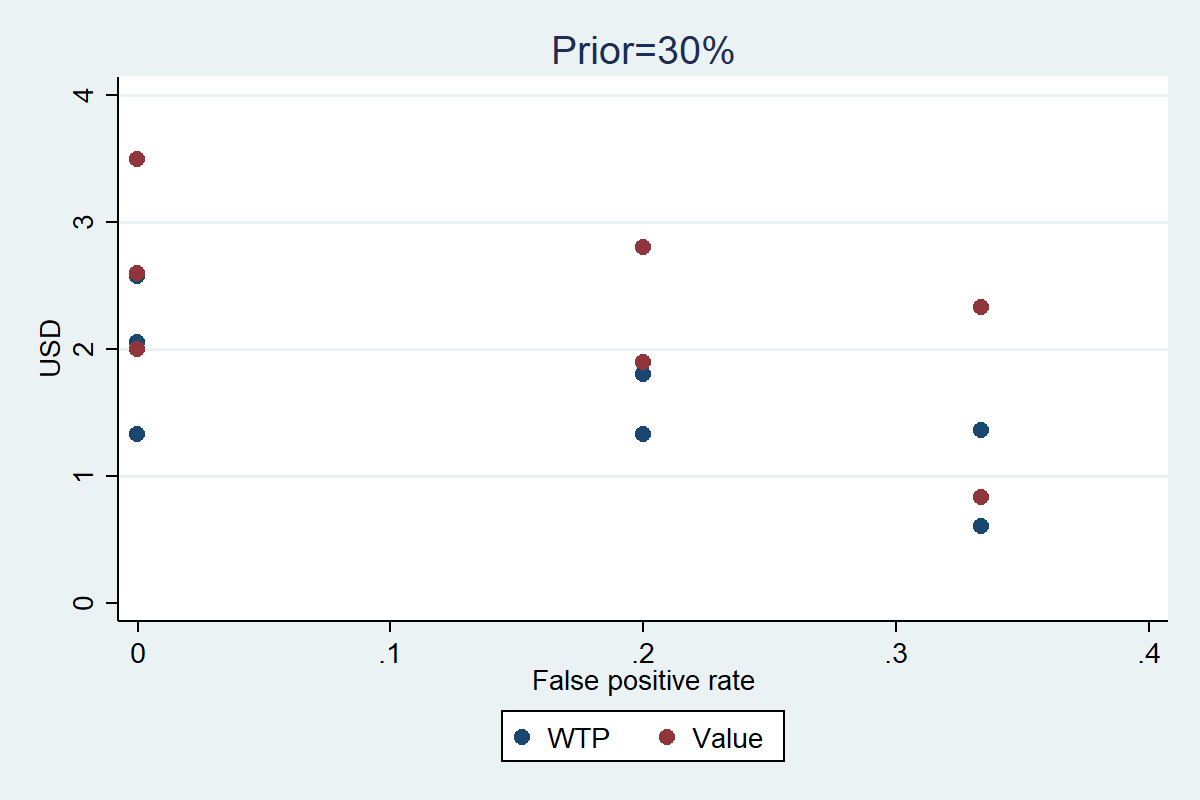 Prior=30%
4
3
2
1
0
USD
0 .1 .2 .3 .4
False positive rate
WTP Value